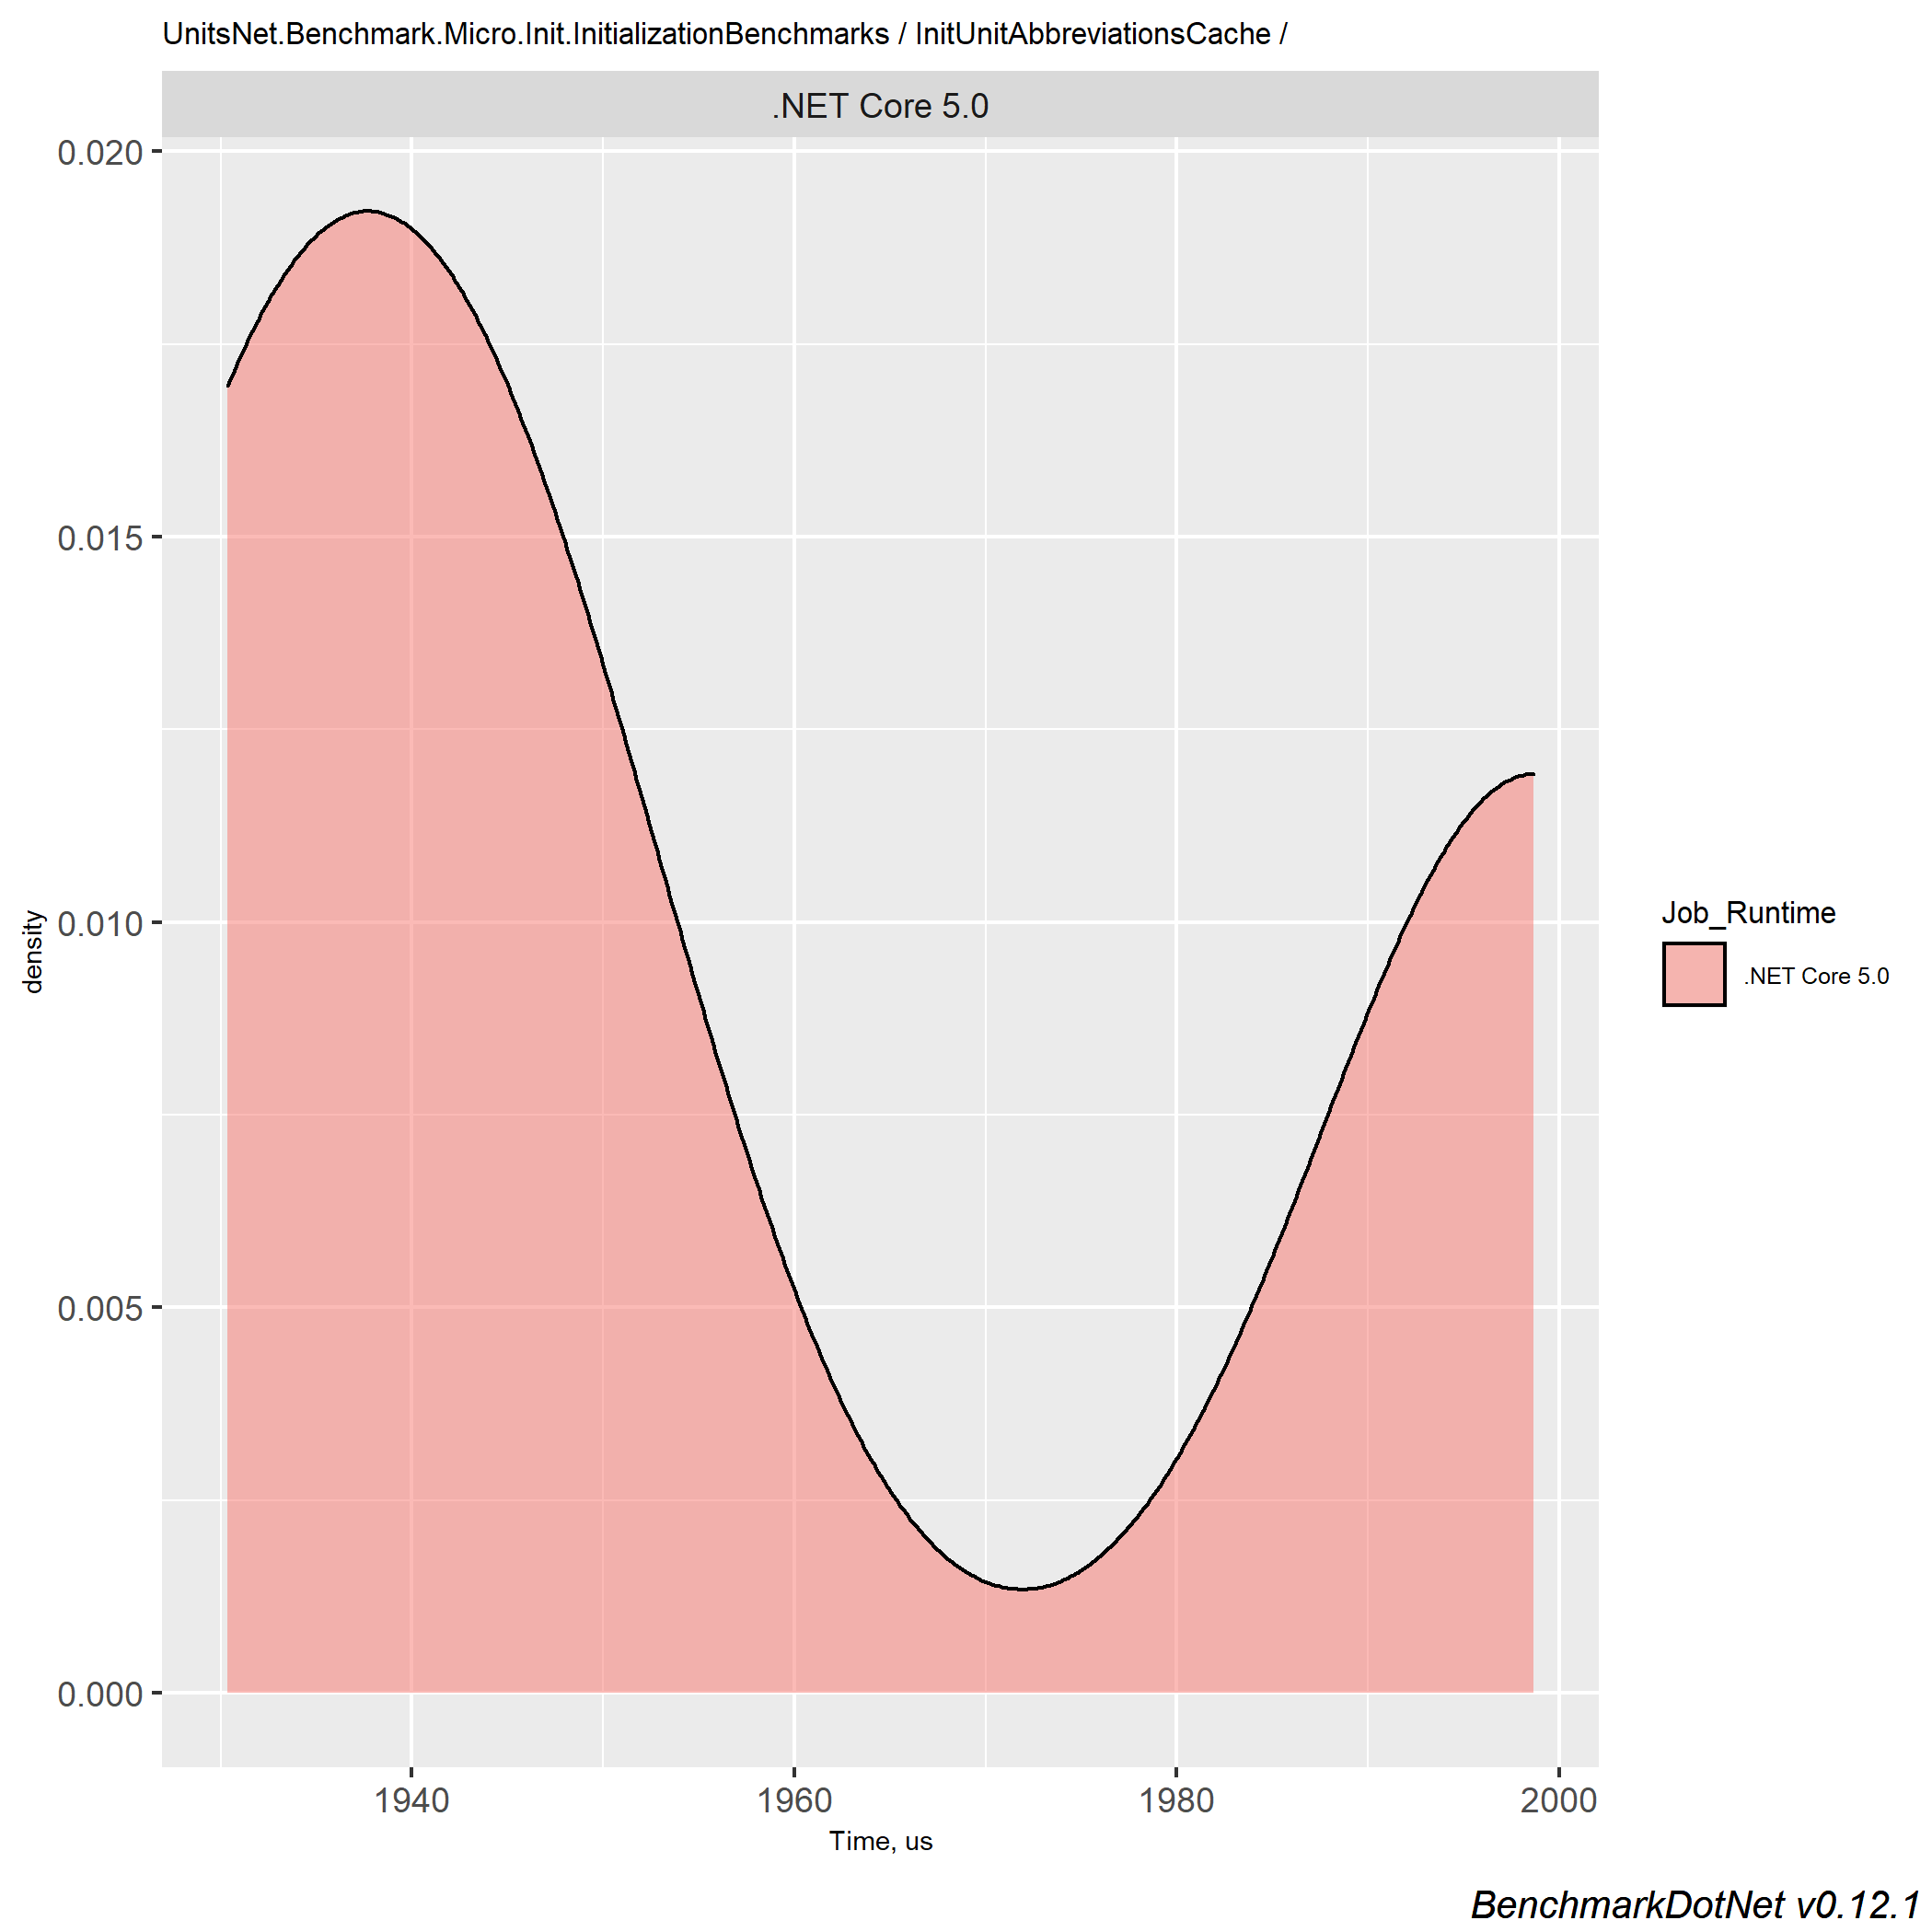 UnitsNet.Benchmark.Micro.Init.InitializationBenchmarks / InitUnitAbbreviationsCache /
.NET Core 5.0
0.020
0.015
0.010
0.005
0.000
density
1940 1960 1980 2000
Time, us
Job_Runtime
.NET Core 5.0
BenchmarkDotNet v0.12.1